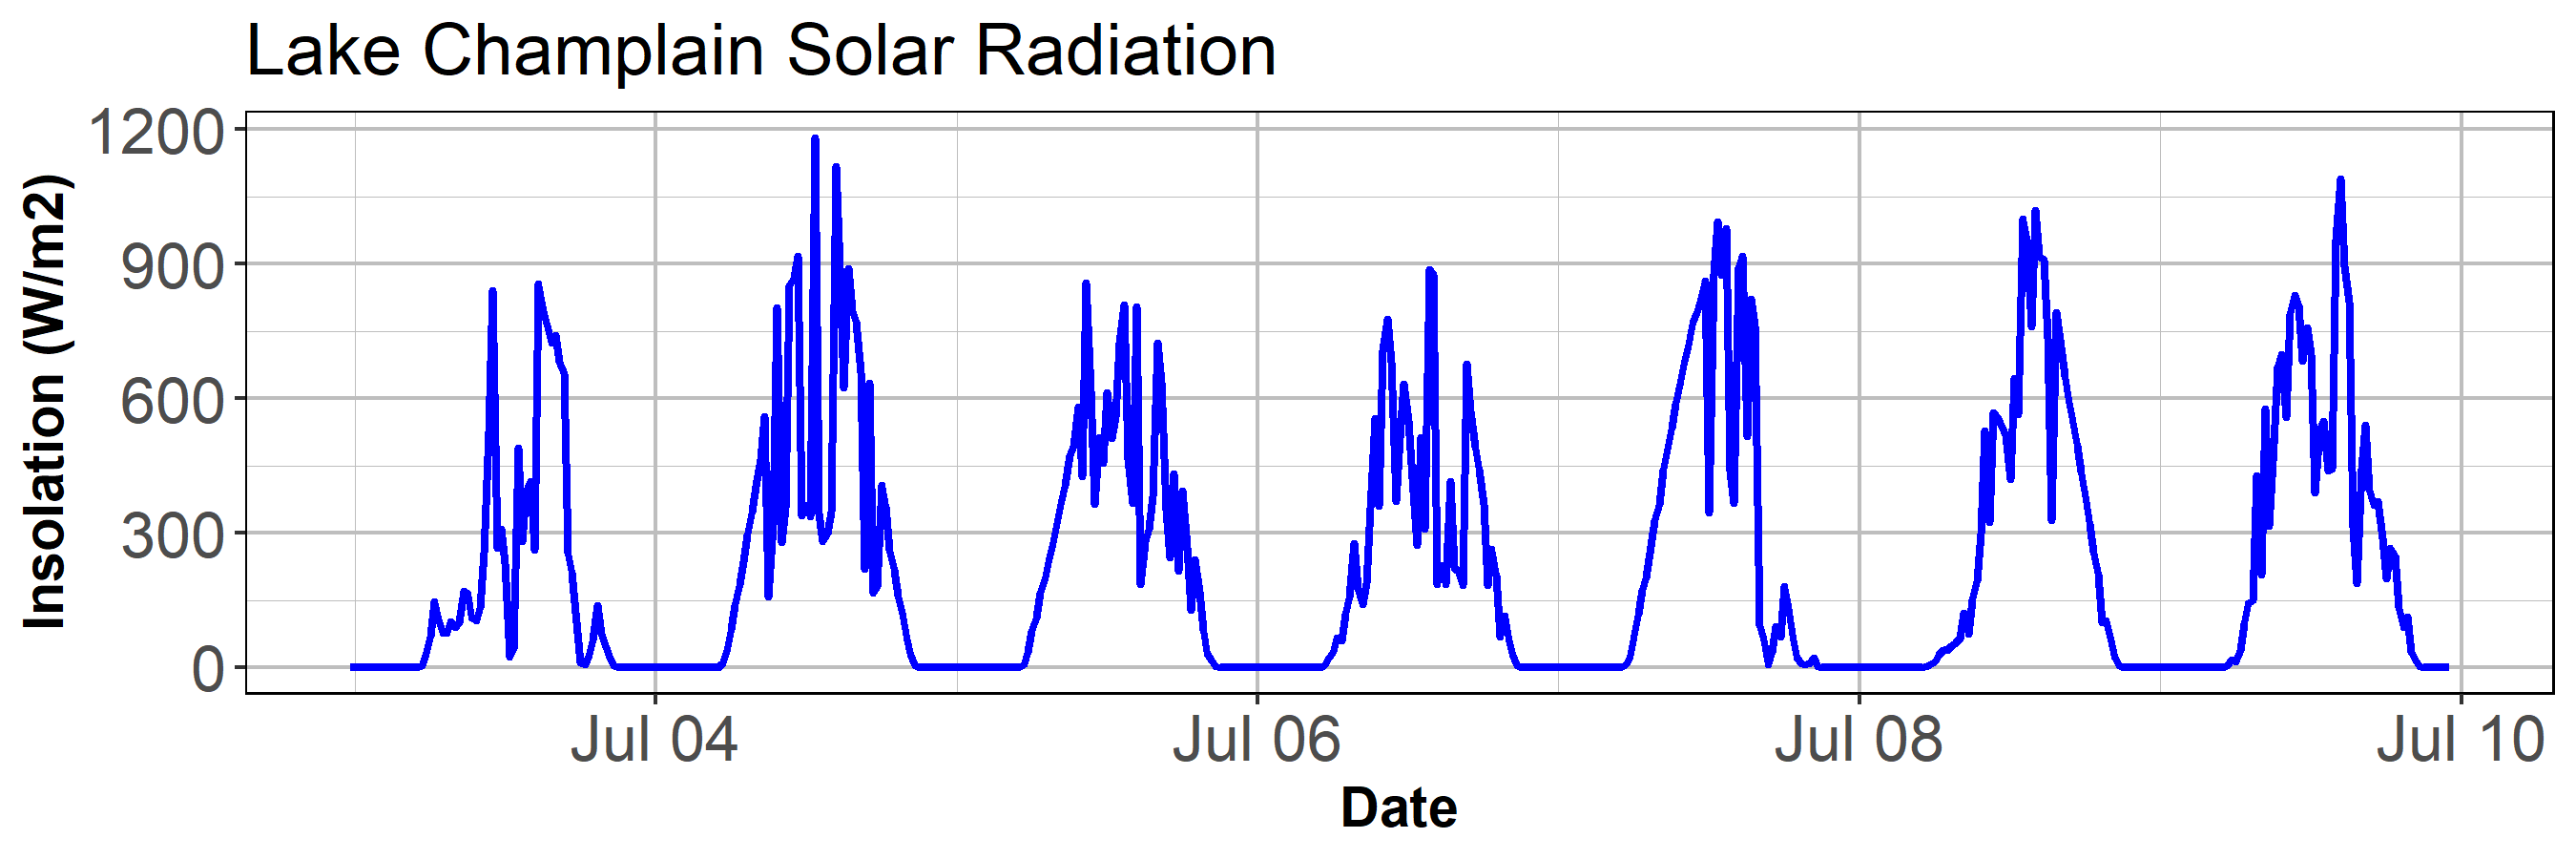 Lake Champlain Solar Radiation
1200
900
600
300
0
Insolation (W/m2)
Jul 04
Jul 06
Jul 08
Jul 10
Date